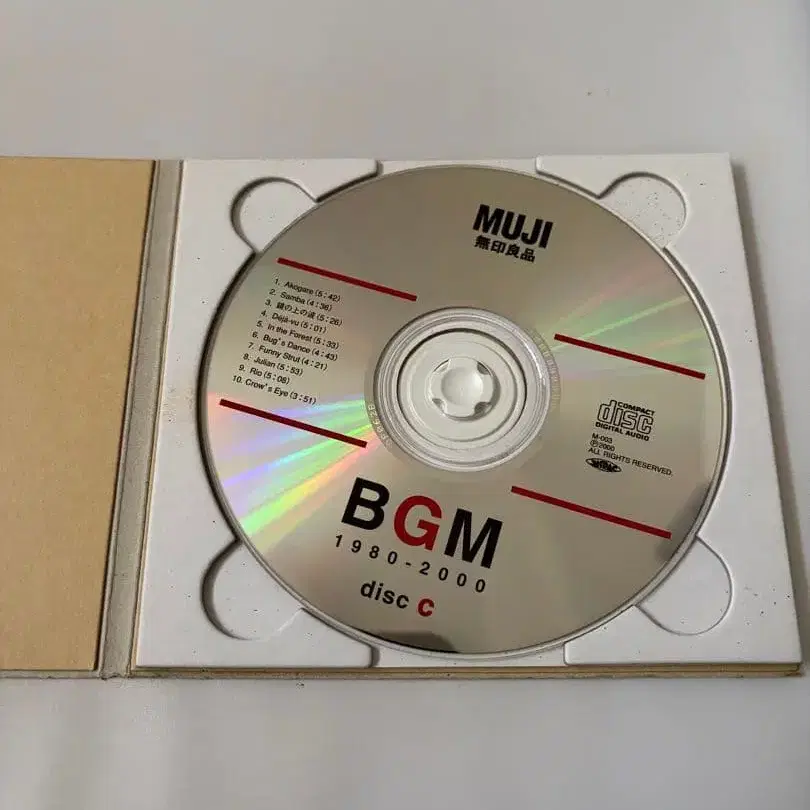 MUJI
無印良品
1. Akogare (5:42)
2. Samba (4:36)
3. 鏡の上の波 (5:26)
4. Déjà-vu (5:01)
5. In the Forest (5:33)
6. Bug's Dance (4:43)
7. Funny Strut (4:21)
8. Julian (5:53)
9. Rio (5:08)
10. Crow's Eye (3:51)
COMPACT
disc
DIGITAL AUDIO
M-003
Ⓟ2000
ALL RIGHTS RESERVED.
BGM
1980-2000
disc c